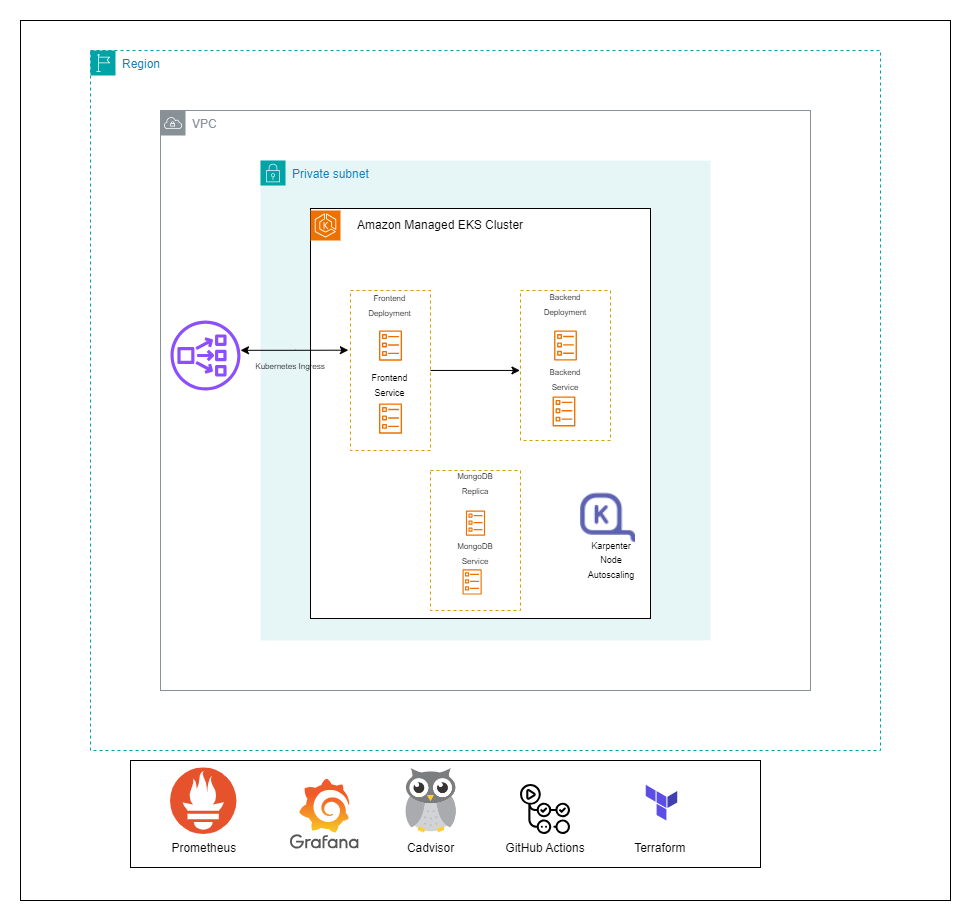 Region
VPC
Private subnet
Amazon Managed EKS Cluster
Frontend
Deployment
Frontend
Service
Backend
Deployment
Backend
Service
Kubernetes Ingress
MongoDB
Replica
MongoDB
Service
K
Karpenter
Node
Autoscaling
Prometheus
Grafana
Cadvisor
GitHub Actions
Terraform